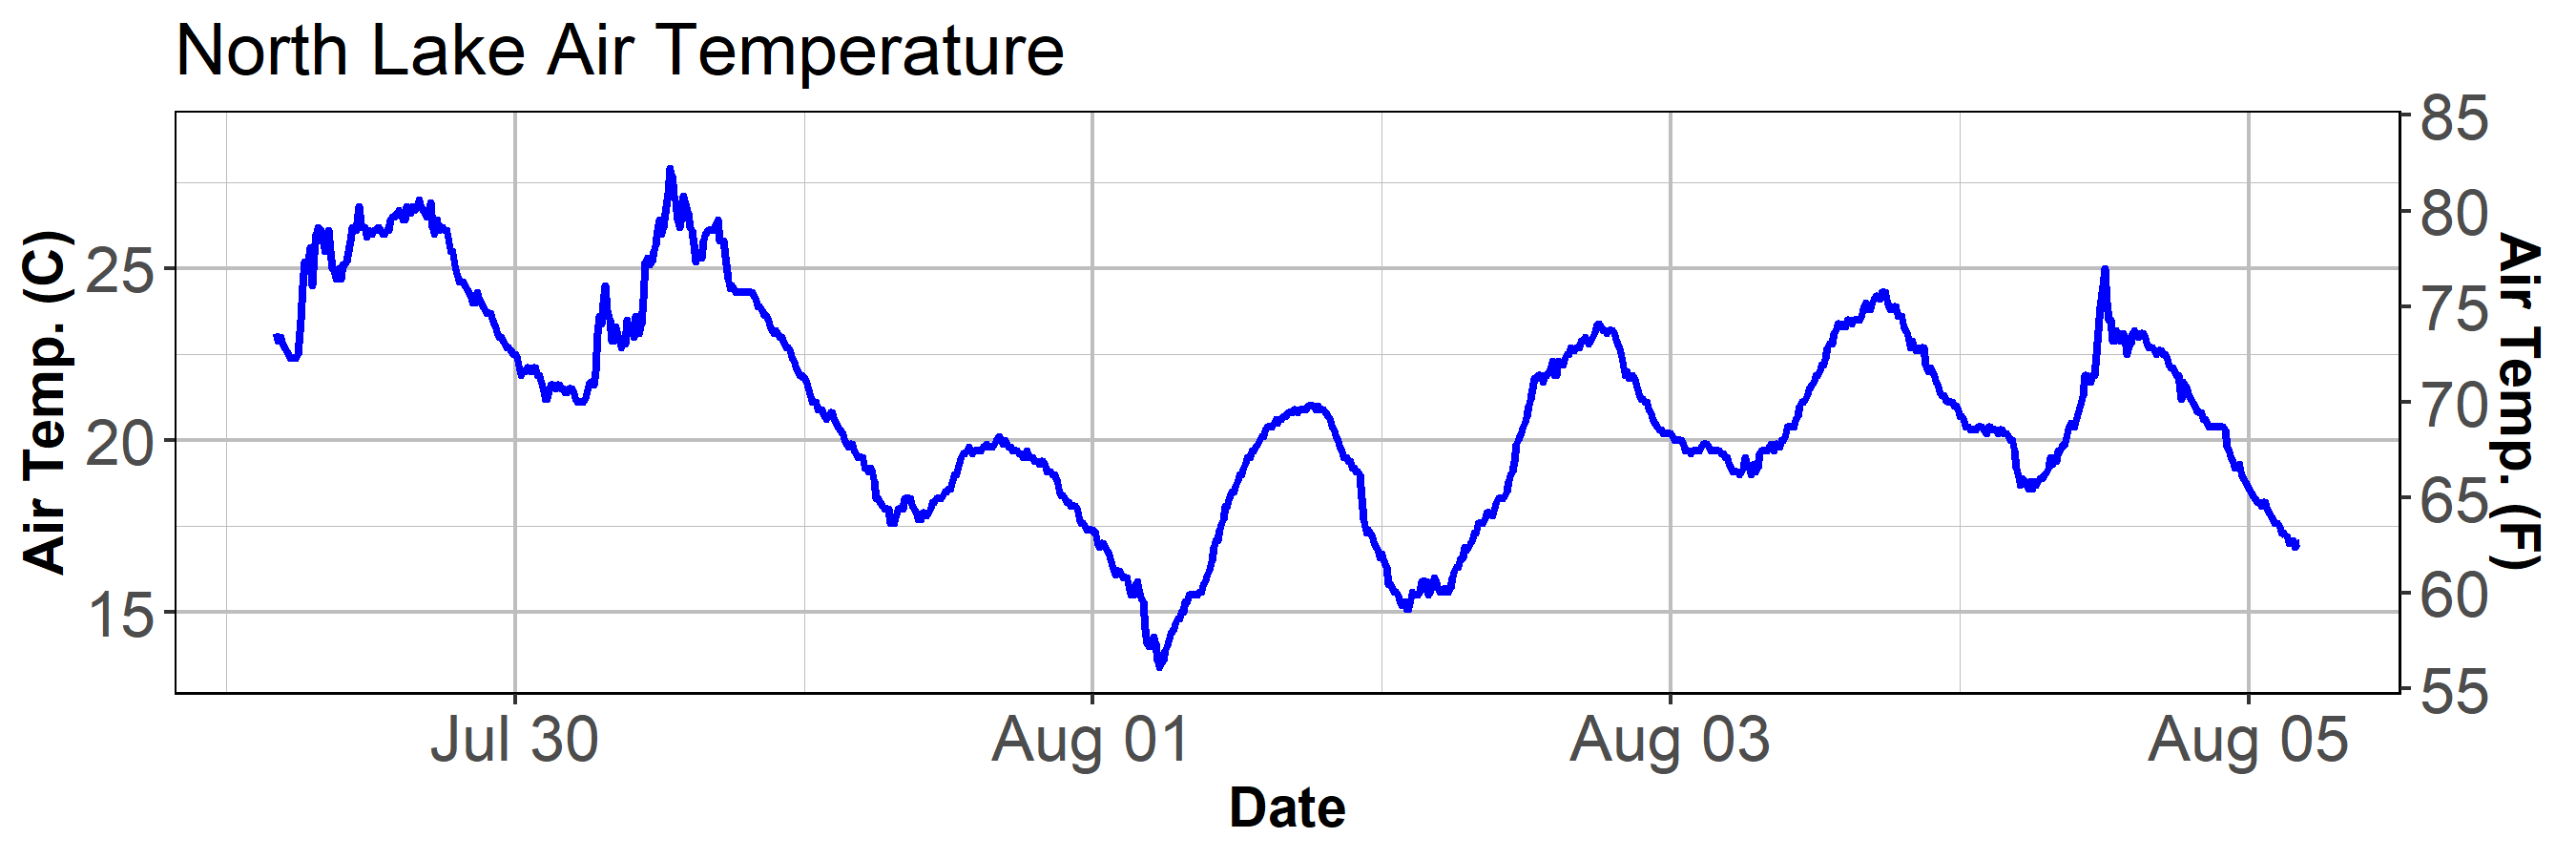 North Lake Air Temperature
Air Temp. (C)
25
20
15
85
80
75
70
65
60
55
Air Temp. (F)
Jul 30
Aug 01
Aug 03
Aug 05
Date